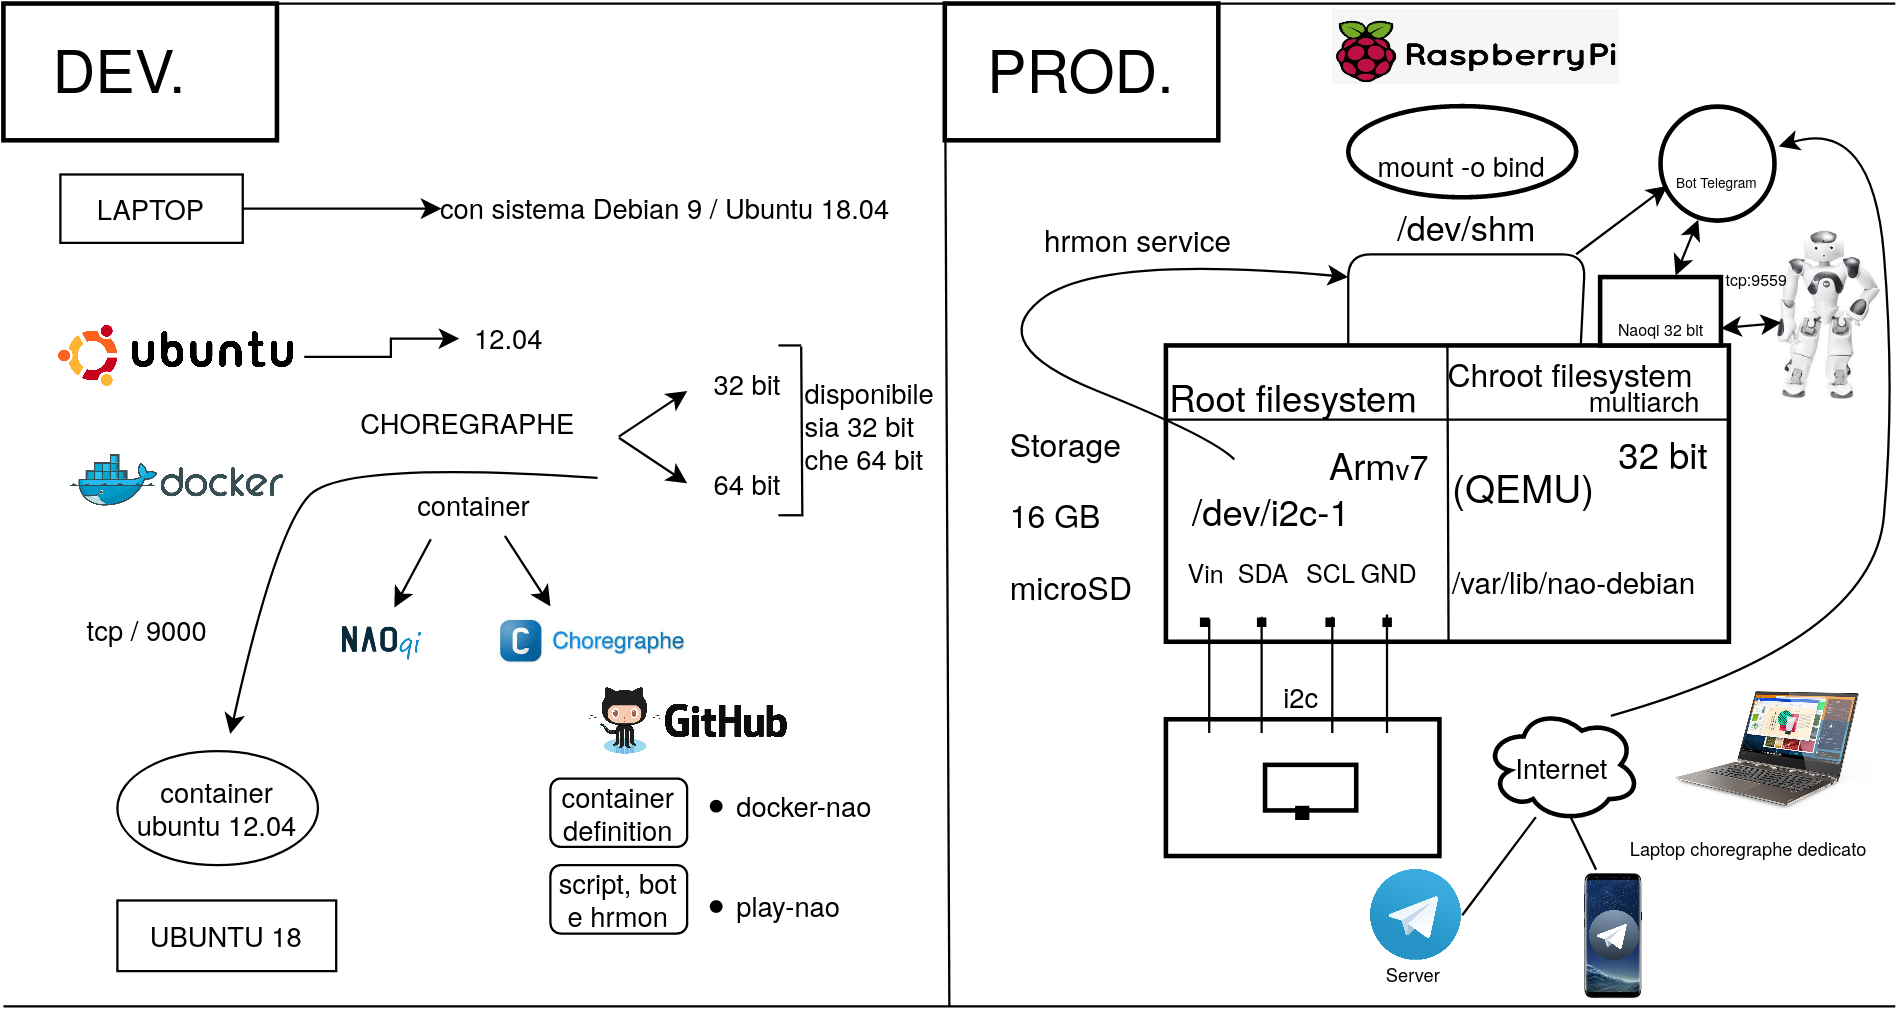 DEV.
LAPTOP
con sistema Debian 9 / Ubuntu 18.04
ubuntu
12.04
32 bit
CHOREGRAPHE
64 bit
disponibile
sia 32 bit
che 64 bit
docker
container
NAOqi
C Choregraphe
tcp / 9000
GitHub
container
ubuntu 12.04
container
definition
docker-nao
script, bot
e hrmon
play-nao
UBUNTU 18
PROD.
RaspberryPi
mount -o bind
Bot Telegram
/dev/shm
hrmon service
tcp:9559
Naoqi 32 bit
Root filesystem
Chroot filesystem
multiarch
Storage
16 GB
microSD
Armv7
/dev/i2c-1
Vin SDA SCL GND
32 bit
(QEMU)
/var/lib/nao-debian
i2c
Internet
Laptop choregraphe dedicato
Server